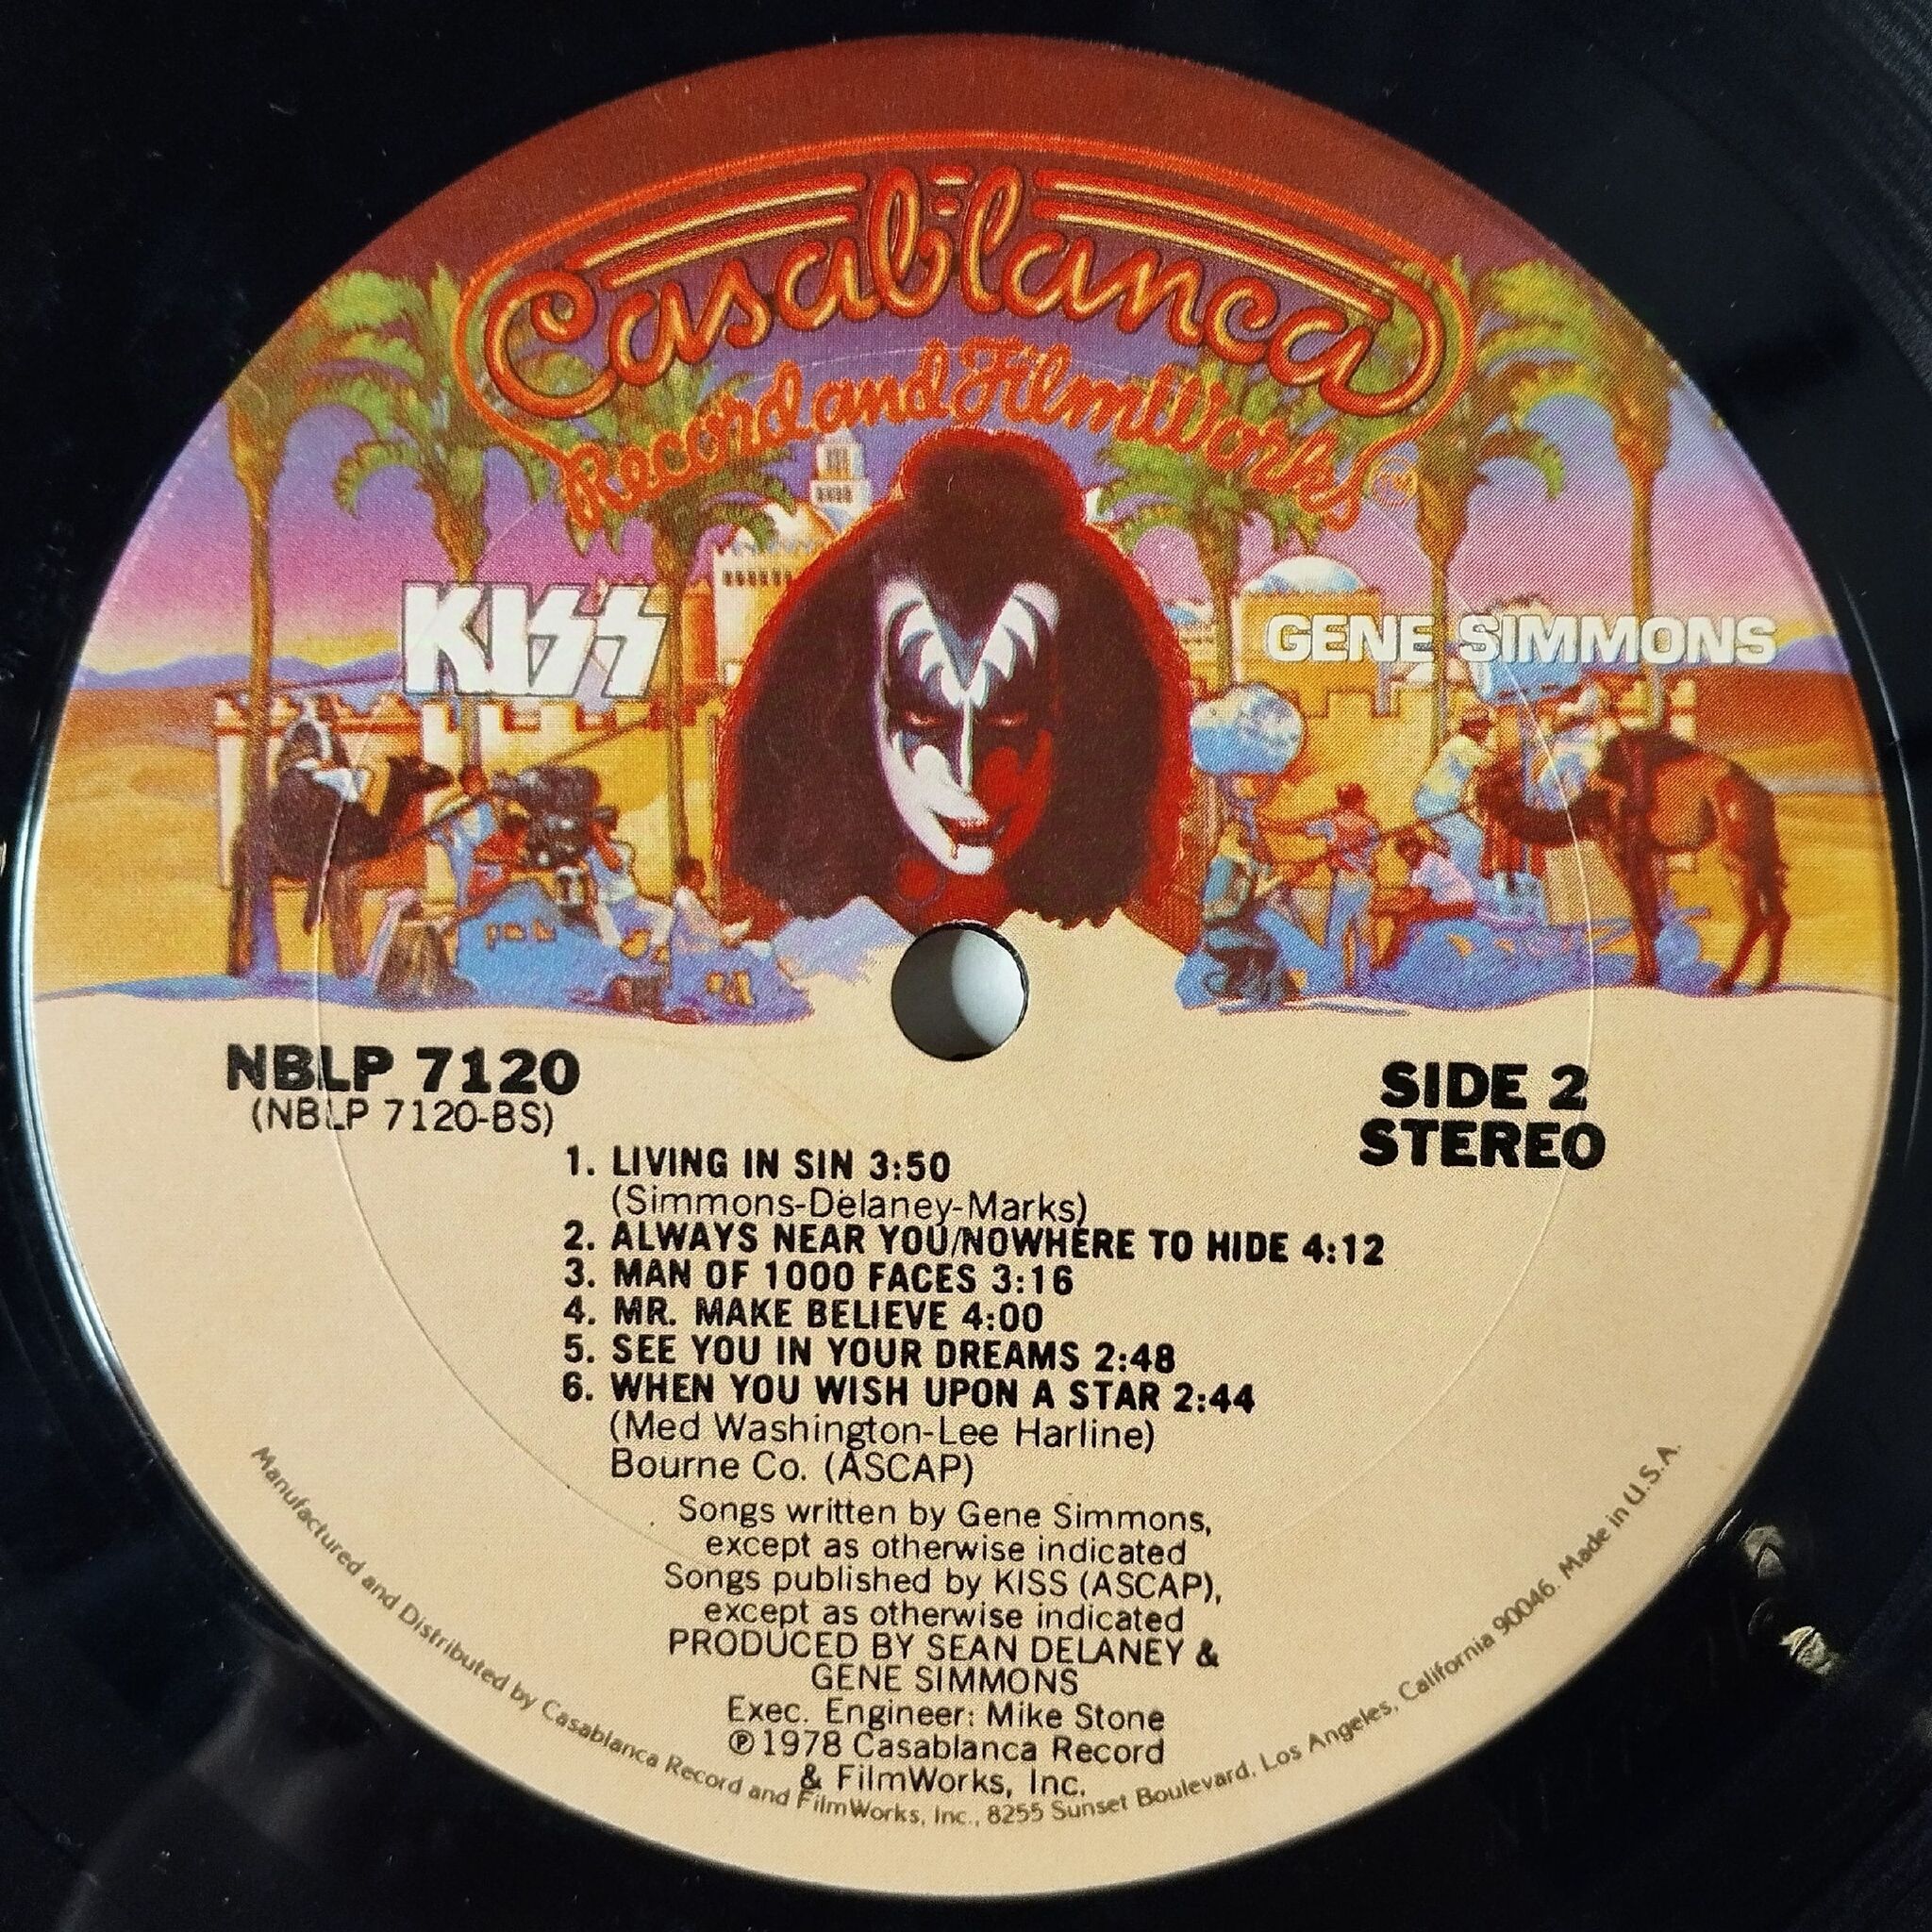 Casablanca
Record and FilmWorks
®
KISS
GENE SIMMONS
NBLP 7120
(NBLP 7120-BS)
SIDE 2
STEREO
1. LIVING IN SIN 3:50
(Simmons-Delaney-Marks)
2. ALWAYS NEAR YOU/NOWHERE TO HIDE 4:12
3. MAN OF 1000 FACES 3:16
4. MR. MAKE BELIEVE 4:00
5. SEE YOU IN YOUR DREAMS 2:48
6. WHEN YOU WISH UPON A STAR 2:44
(Med Washington-Lee Harline)
Bourne Co. (ASCAP)
Songs written by Gene Simmons,
except as otherwise indicated
Songs published by KISS (ASCAP),
except as otherwise indicated
PRODUCED BY SEAN DELANEY &
GENE SIMMONS
Exec. Engineer: Mike Stone
℗1978 Casablanca Record
& FilmWorks, Inc.
Manufactured and Distributed by Casablanca Record and FilmWorks, Inc., 8255 Sunset Boulevard, Los Angeles, California 90046. Made in U.S.A.